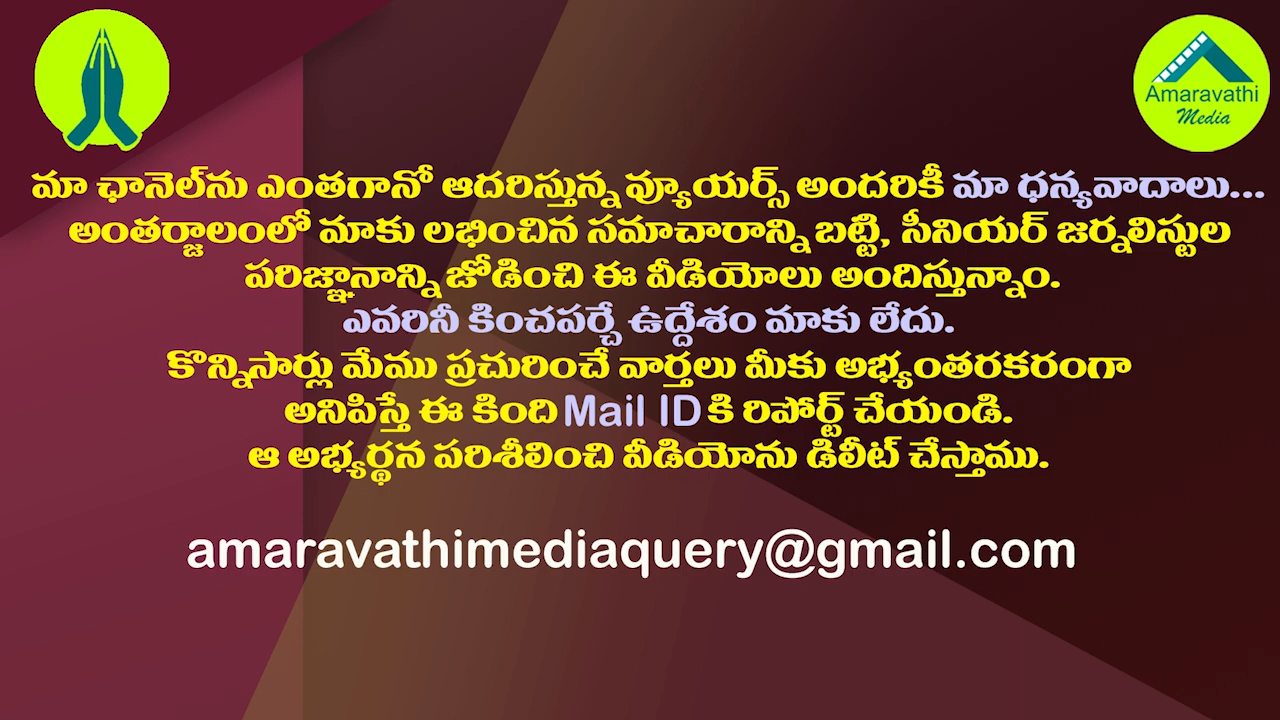 Amaravathi
Media
మా ఛానెల్‌ను ఎంతగానో ఆదరిస్తున్న వ్యూయర్స్ అందరికీ మా ధన్యవాదాలు...
అంతర్జాలంలో మాకు లభించిన సమాచారాన్ని బట్టి, సీనియర్ జర్నలిస్టుల
పరిజ్ఞానాన్ని జోడించి ఈ వీడియోలు అందిస్తున్నాం.
ఎవరినీ కించపర్చే ఉద్దేశం మాకు లేదు.
కొన్నిసార్లు మేము ప్రచురించే వార్తలు మీకు అభ్యంతరకరంగా
అనిపిస్తే ఈ కింది Mail ID కి రిపోర్ట్ చేయండి.
ఆ అభ్యర్థన పరిశీలించి వీడియోను డిలీట్ చేస్తాము.
amaravathimediaquery@gmail.com